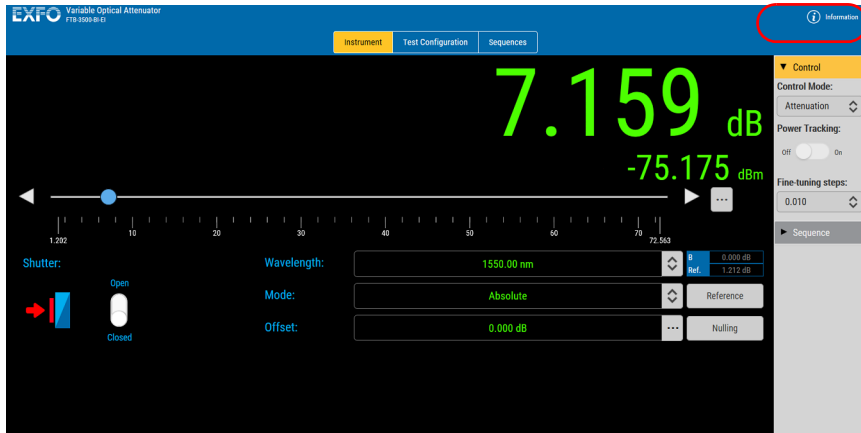 EXFO Variable Optical Attenuator
FTB-3500-BI-EI
Information
Instrument Test Configuration Sequences
7.159 dB
-75.175 dBm
...
10 20 30 40 50 60 70
1.202 72.563
Shutter:
Open
Closed
Wavelength: 1550.00 nm
B 0.000 dB
Ref. 1.212 dB
Mode: Absolute
Reference
Offset: 0.000 dB ...
Nulling
Control
Control Mode:
Attenuation
Power Tracking:
Off On
Fine-tuning steps:
0.010
Sequence